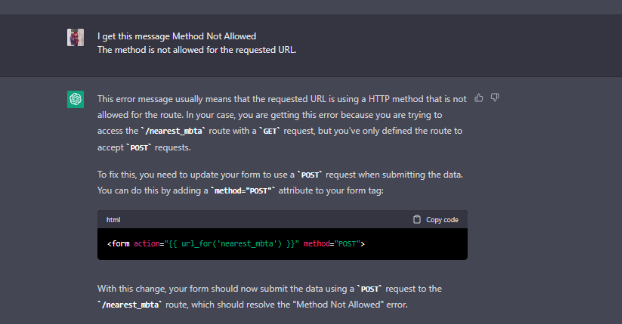 I get this message Method Not Allowed
The method is not allowed for the requested URL.
This error message usually means that the requested URL is using a HTTP method that is not
allowed for the route. In your case, you are getting this error because you are trying to
access the `/nearest_mbta` route with a `GET` request, but you've only defined the route to
accept `POST` requests.
To fix this, you need to update your form to use a `POST` request when submitting the data.
You can do this by adding a `method="POST"` attribute to your form tag:
html Copy code
<form action="{{ url_for('nearest_mbta') }}" method="POST">
With this change, your form should now submit the data using a `POST` request to the
`/nearest_mbta` route, which should resolve the "Method Not Allowed" error.